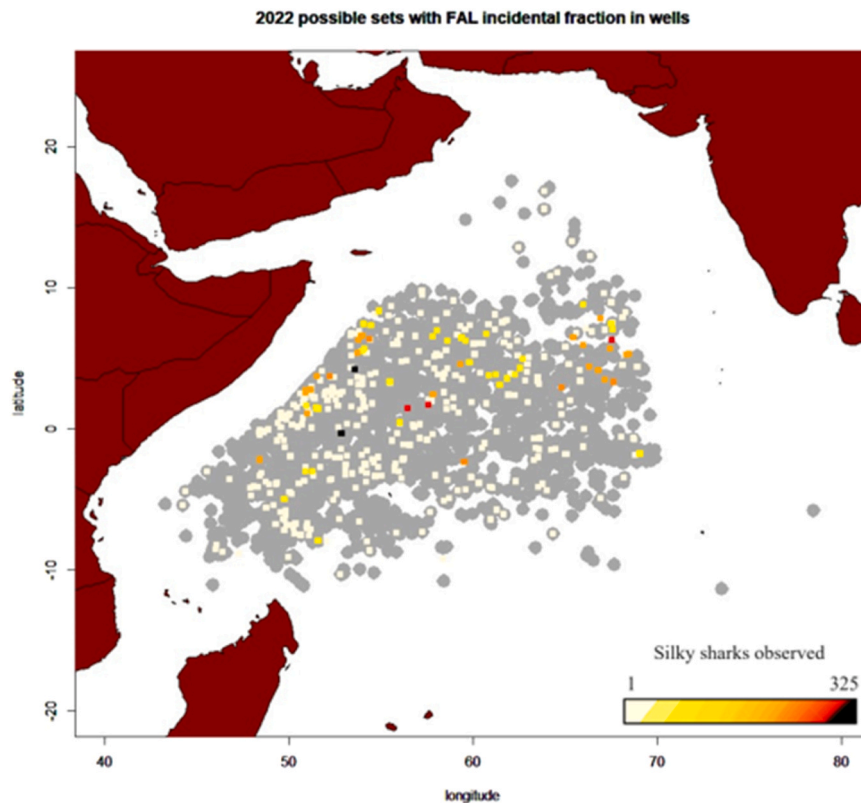 2022 possible sets with FAL incidental fraction in wells
20
10
0
-10
-20
latitude
Silky sharks observed
1 325
40 50 60 70 80
longitude